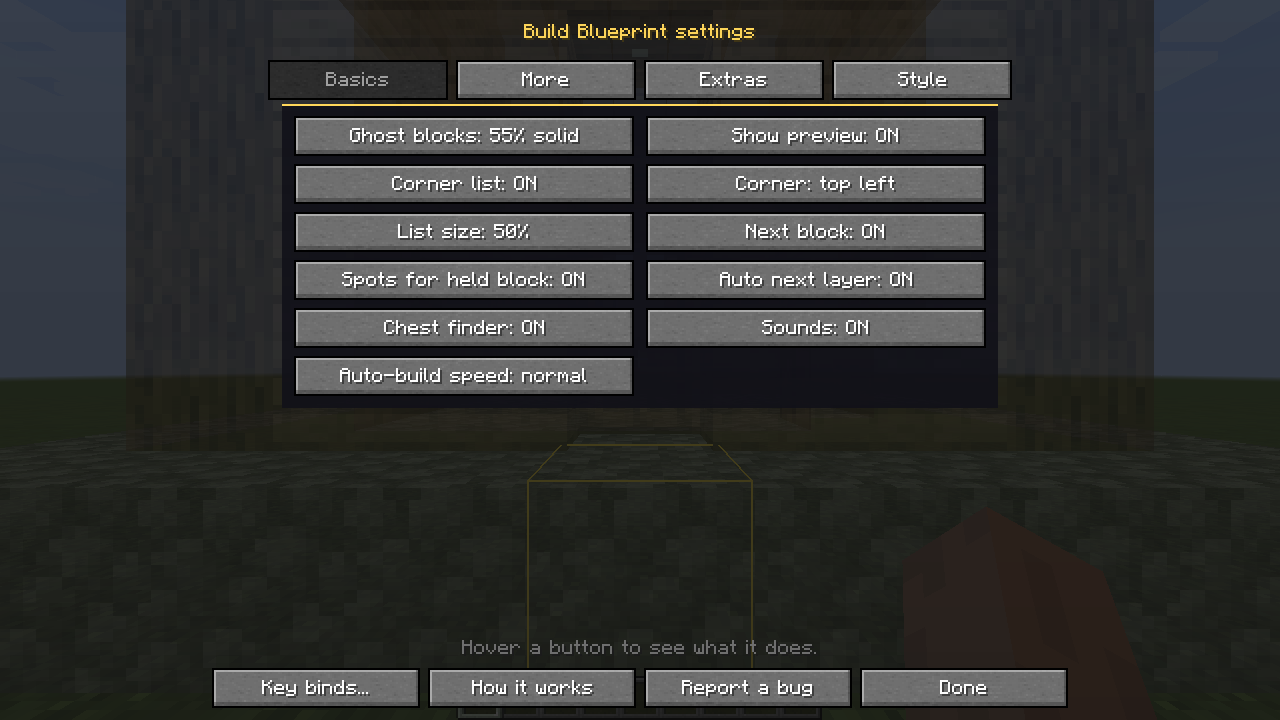 Build Blueprint settings
Basics More Extras Style
Ghost blocks: 55% solid Show preview: ON
Corner list: ON Corner: top left
List size: 50% Next block: ON
Spots for held block: ON Auto next layer: ON
Chest finder: ON Sounds: ON
Auto-build speed: normal
Hover a button to see what it does.
Key binds... How it works Report a bug Done